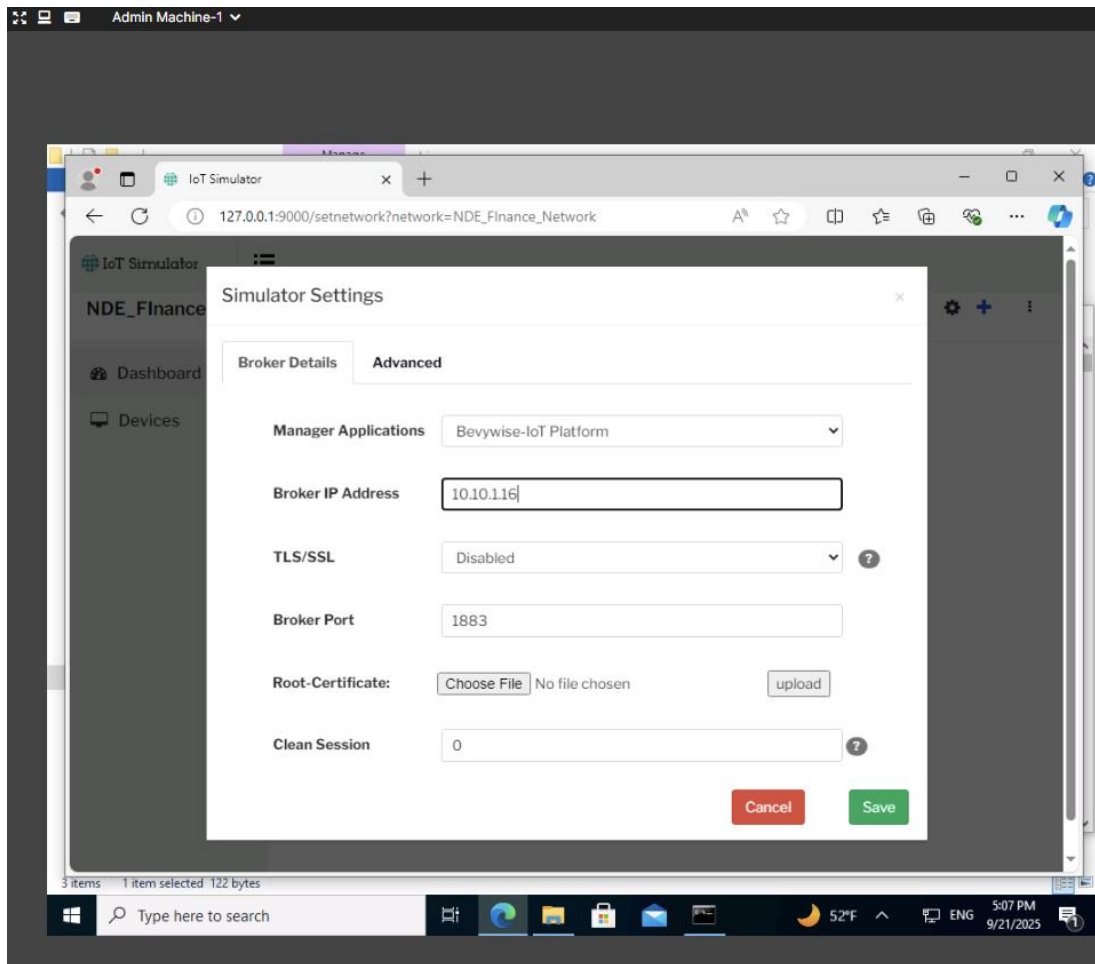 Admin Machine-1
Manage
IoT Simulator
127.0.0.1:9000/setnetwork?network=NDE_FInance_Network
IoT Simulator
Simulator Settings
NDE_FInance
Broker Details Advanced
Dashboard
Manager Applications Bevywise-IoT Platform
Devices
Broker IP Address 10.10.1.16
TLS/SSL Disabled ?
Broker Port 1883
Root-Certificate: Choose File No file chosen upload
Clean Session 0 ?
Cancel Save
3 items 1 item selected 122 bytes
Type here to search 52°F ENG 5:07 PM
9/21/2025
1